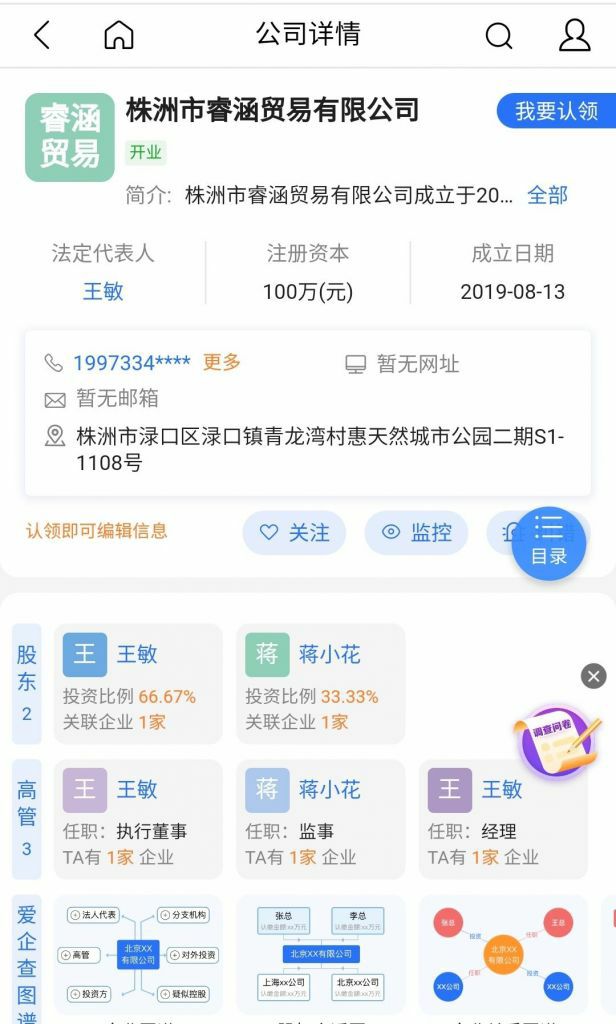 公司详情
睿涵
贸易
株洲市睿涵贸易有限公司
我要认领
开业
简介: 株洲市睿涵贸易有限公司成立于20... 全部
法定代表人 注册资本 成立日期
王敏 100万(元) 2019-08-13
1997334**** 更多 暂无网址
暂无邮箱
株洲市渌口区渌口镇青龙湾村惠天然城市公园二期S1-
1108号
认领即可编辑信息 关注 监控
目录
股东 2
王 王敏
投资比例 66.67%
关联企业 1家
蒋 蒋小花
投资比例 33.33%
关联企业 1家
调查问卷
高管 3
王 王敏
任职: 执行董事
TA有 1家 企业
蒋 蒋小花
任职: 监事
TA有 1家 企业
王 王敏
任职: 经理
TA有 1家 企业
爱企查图谱
法人代表 分支机构
高管 北京XX有限公司 对外投资
投资方 疑似控股
张总 李总
认缴金额:xx万元 认缴金额:xx万元
北京XX有限公司
上海xx公司 北京xx公司
认缴金额:xx万元 认缴金额:xx万元
张总 王总
投资 任职
北京XX有限公司
任职 投资
XX公司 XX公司